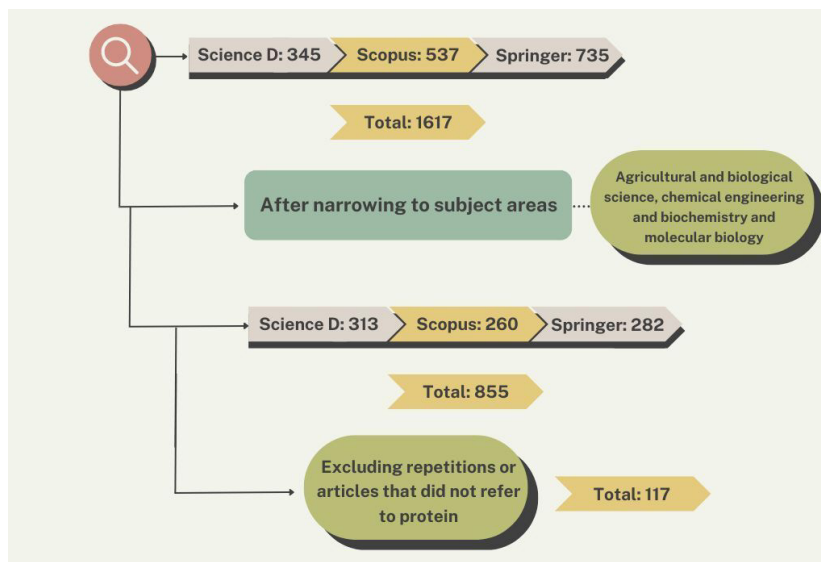 Science D: 345 Scopus: 537 Springer: 735
Total: 1617
After narrowing to subject areas
Agricultural and biological
science, chemical engineering
and biochemistry and
molecular biology
Science D: 313 Scopus: 260 Springer: 282
Total: 855
Excluding repetitions or
articles that did not refer
to protein
Total: 117